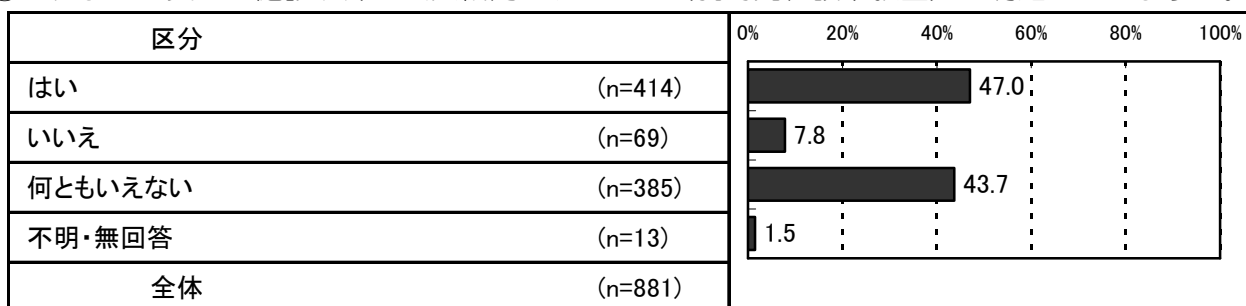 区分 0% 20% 40% 60% 80% 100%
はい (n=414) 47.0
いいえ (n=69) 7.8
何ともいえない (n=385) 43.7
不明・無回答 (n=13) 1.5
全体 (n=881)